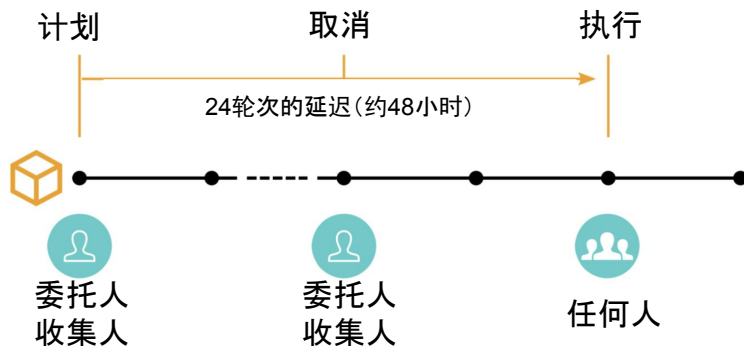 计划
取消
执行
24轮次的延迟（约48小时）
委托人
收集人
委托人
收集人
任何人